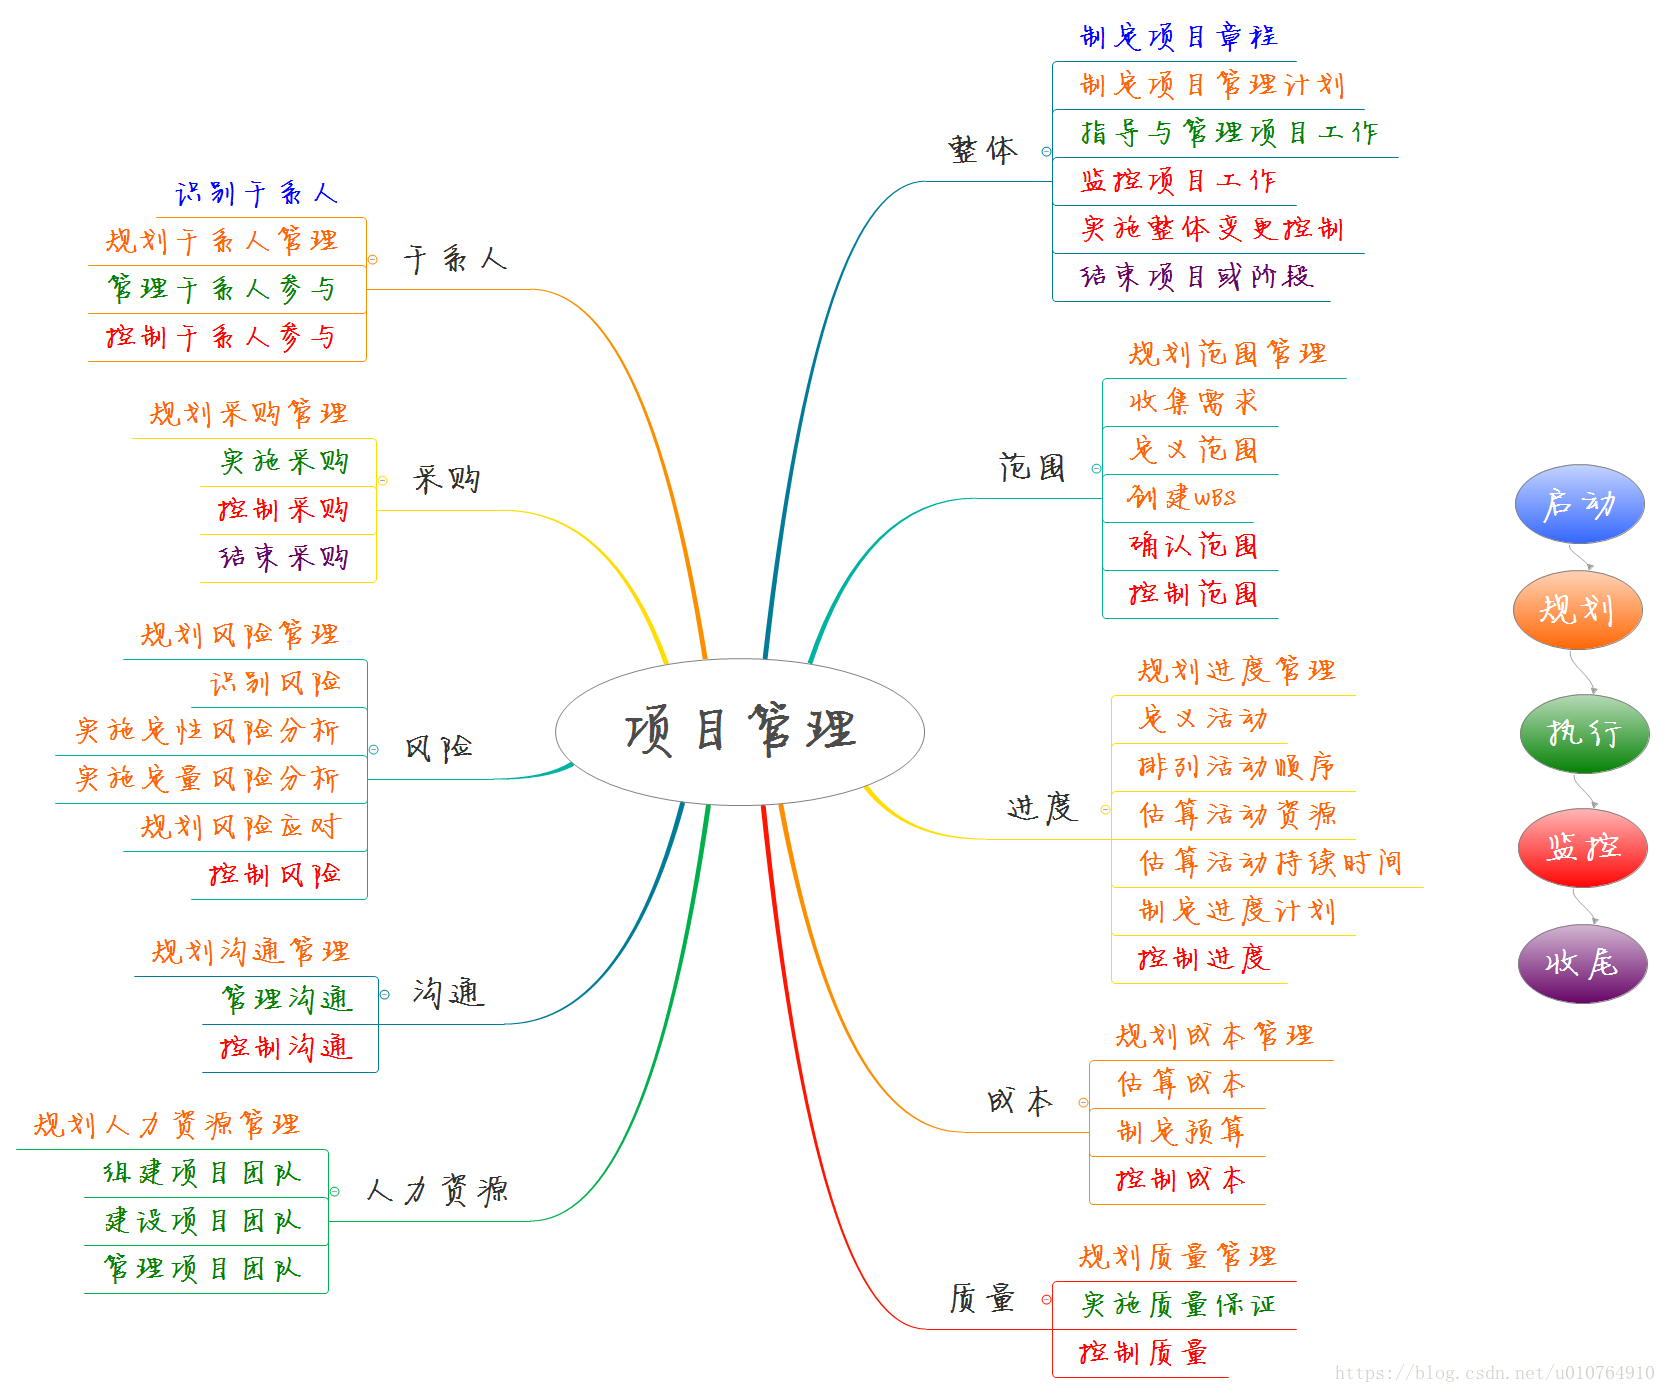 项目管理
整体
制定项目章程
制定项目管理计划
指导与管理项目工作
监控项目工作
实施整体变更控制
结束项目或阶段
范围
规划范围管理
收集需求
定义范围
创建WBS
确认范围
控制范围
进度
规划进度管理
定义活动
排列活动顺序
估算活动资源
估算活动持续时间
制定进度计划
控制进度
成本
规划成本管理
估算成本
制定预算
控制成本
质量
规划质量管理
实施质量保证
控制质量
干系人
识别干系人
规划干系人管理
管理干系人参与
控制干系人参与
采购
规划采购管理
实施采购
控制采购
结束采购
风险
规划风险管理
识别风险
实施定性风险分析
实施定量风险分析
规划风险应对
控制风险
沟通
规划沟通管理
管理沟通
控制沟通
人力资源
规划人力资源管理
组建项目团队
建设项目团队
管理项目团队
启动
规划
执行
监控
收尾
https://blog.csdn.net/u010764910